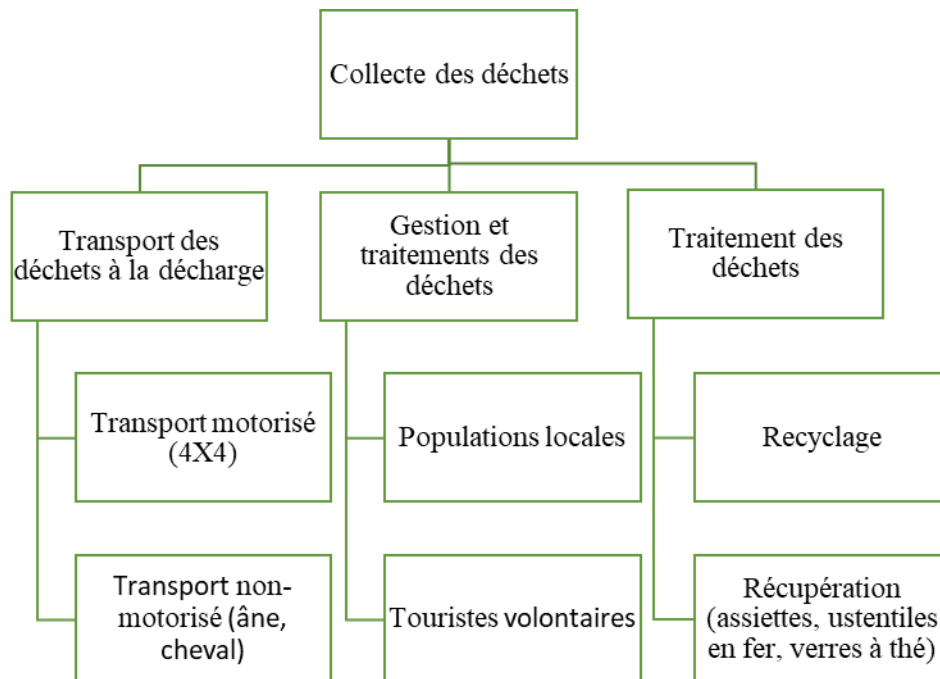 Collecte des déchets
Transport des
déchets à la décharge
Gestion et
traitements des
déchets
Traitement des
déchets
Transport motorisé
(4X4)
Populations locales
Recyclage
Transport non-
motorisé (âne,
cheval)
Touristes volontaires
Récupération
(assiettes, ustentiles
en fer, verres à thé)